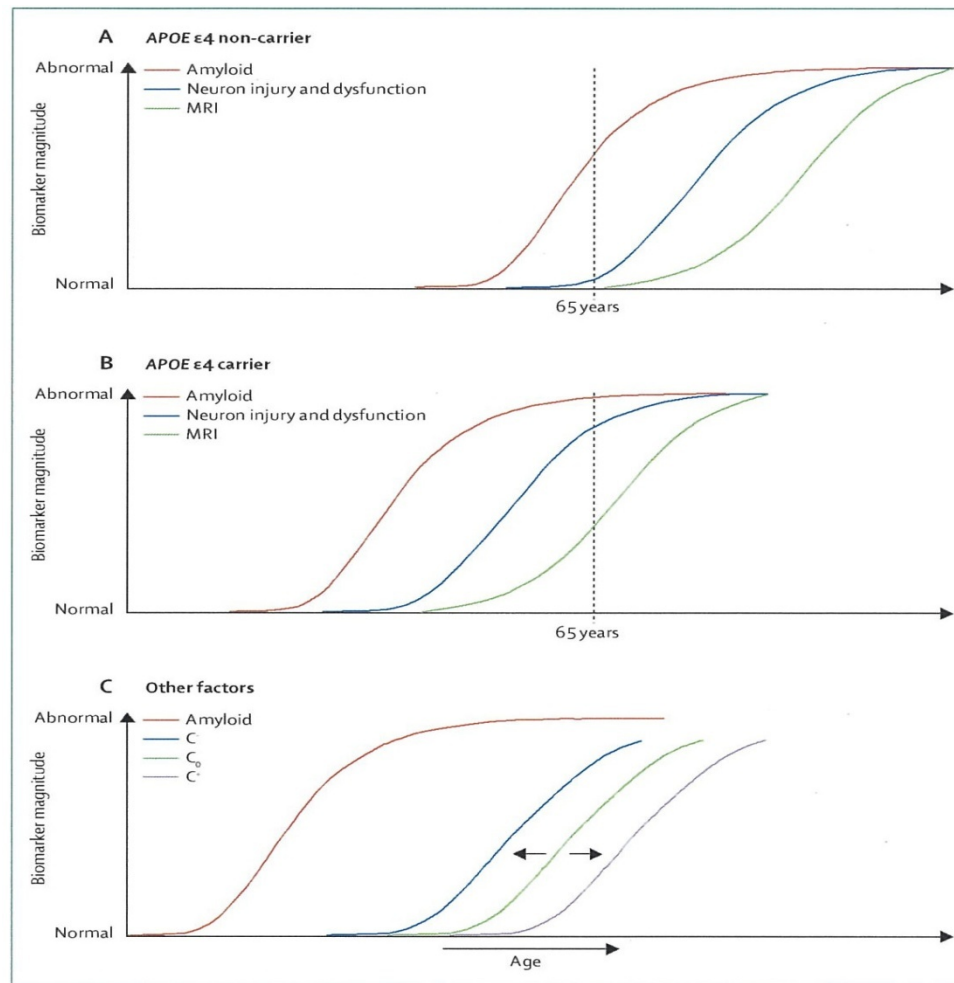 A APOE ε4 non-carrier
Abnormal
Amyloid
Neuron injury and dysfunction
MRI
Biomarker magnitude
Normal
65 years
B APOE ε4 carrier
Abnormal
Amyloid
Neuron injury and dysfunction
MRI
Biomarker magnitude
Normal
65 years
C Other factors
Abnormal
Amyloid
C⁻
C₀
C⁺
Biomarker magnitude
Normal
Age